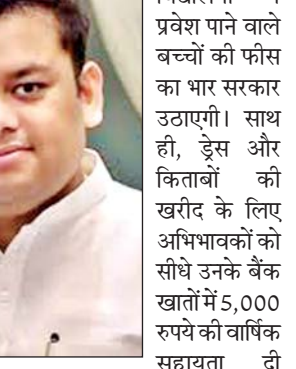 प्रवेश पाने वाले
बच्चों की फीस
का भार सरकार
उठाएगी। साथ
ही, ड्रेस और
किताबों की
खरीद के लिए
अभिभावकों को
सीधे उनके बैंक
खातों में 5,000
रुपये की वार्षिक
सहायता दी